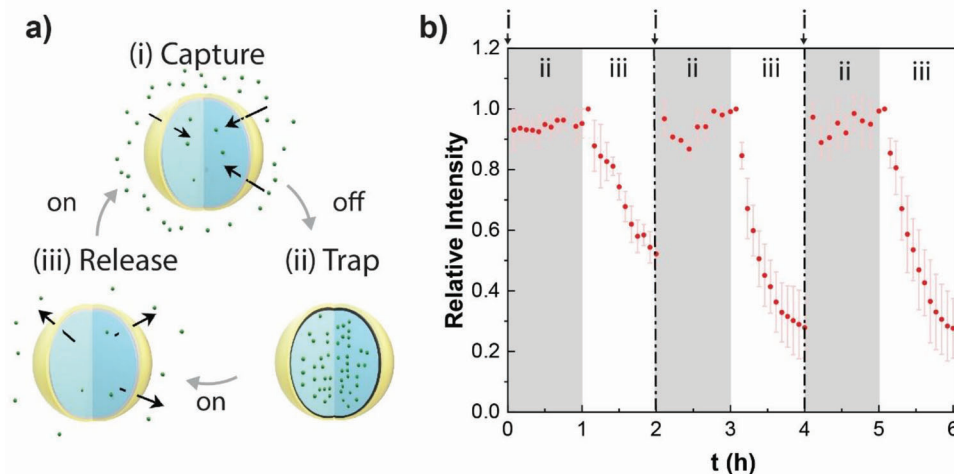 a)
(i) Capture
on
off
(iii) Release
(ii) Trap
on
b)
i
i
i
ii
iii
ii
iii
ii
iii
Relative Intensity
1.2
1.0
0.8
0.6
0.4
0.2
0.0
0
1
2
3
4
5
6
t (h)